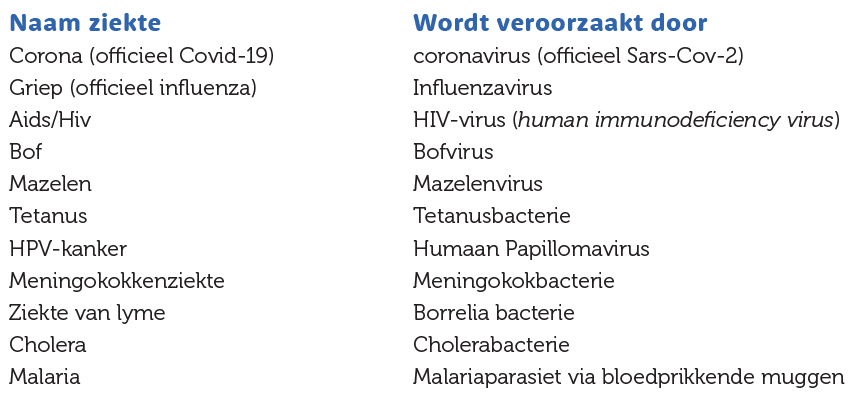 Naam ziekte Wordt veroorzaakt door
Corona (officieel Covid-19) coronavirus (officieel Sars-Cov-2)
Griep (officieel influenza) Influenzavirus
Aids/Hiv HIV-virus (human immunodeficiency virus)
Bof Bofvirus
Mazelen Mazelenvirus
Tetanus Tetanusbacterie
HPV-kanker Humaan Papillomavirus
Meningokokkenziekte Meningokokbacterie
Ziekte van lyme Borrelia bacterie
Cholera Cholerabacterie
Malaria Malariaparasiet via bloedprikkende muggen